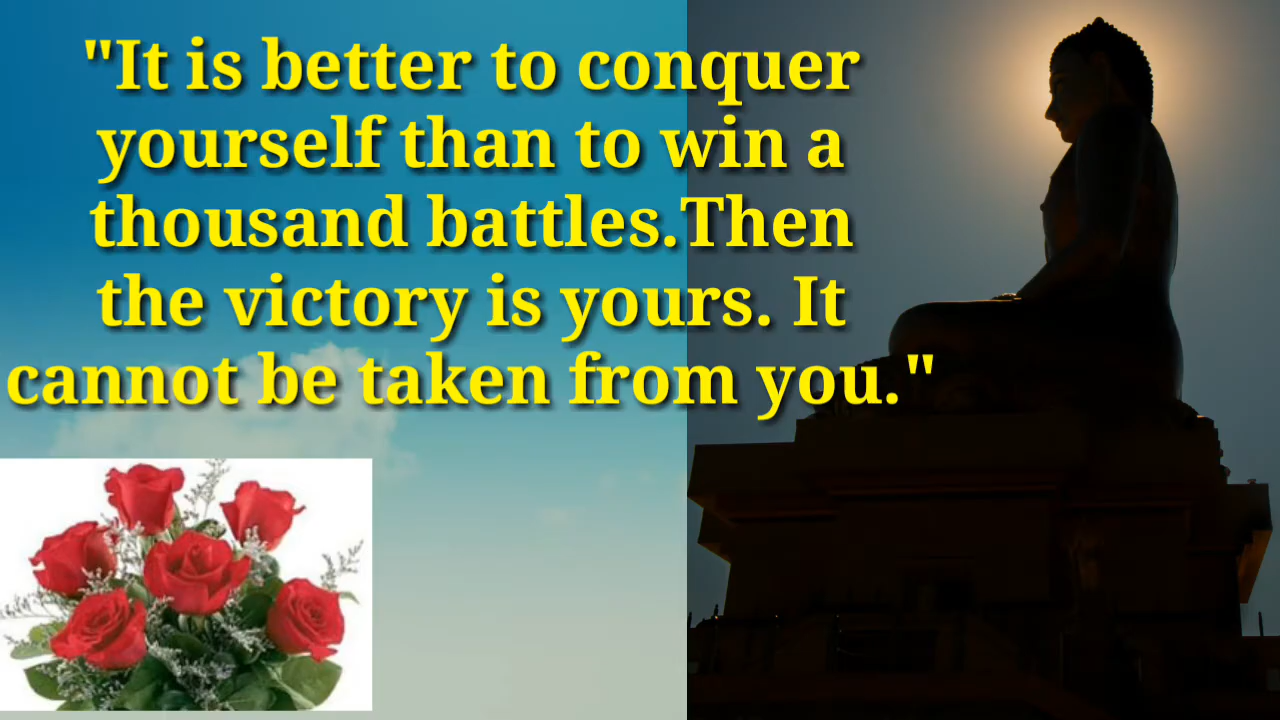 "It is better to conquer
yourself than to win a
thousand battles.Then
the victory is yours. It
cannot be taken from you."